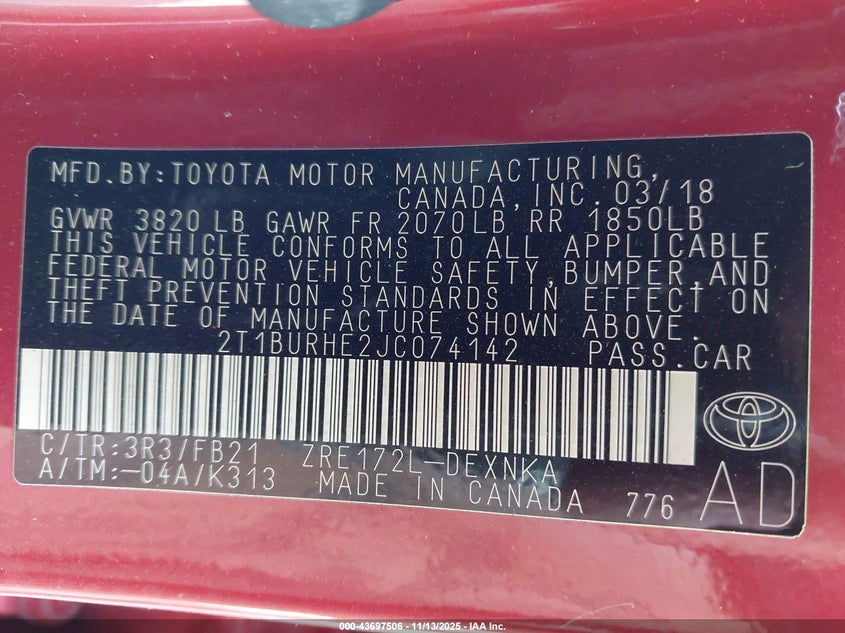 MFD.BY:TOYOTA MOTOR MANUFACTURING,
CANADA,INC. 03/18
GVWR 3820 LB GAWR FR 2070LB RR 1850LB
THIS VEHICLE CONFORMS TO ALL APPLICABLE
FEDERAL MOTOR VEHICLE SAFETY,BUMPER,AND
THEFT PREVENTION STANDARDS IN EFFECT ON
THE DATE OF MANUFACTURE SHOWN ABOVE.
2T1BURHE2JC074142 PASS.CAR
C/TR:3R3/FB21 ZRE172L-DEXNKA
A/TM:-04A/K313 MADE IN CANADA 776 AD
000-43697506 - 11/13/2025 - IAA Inc.